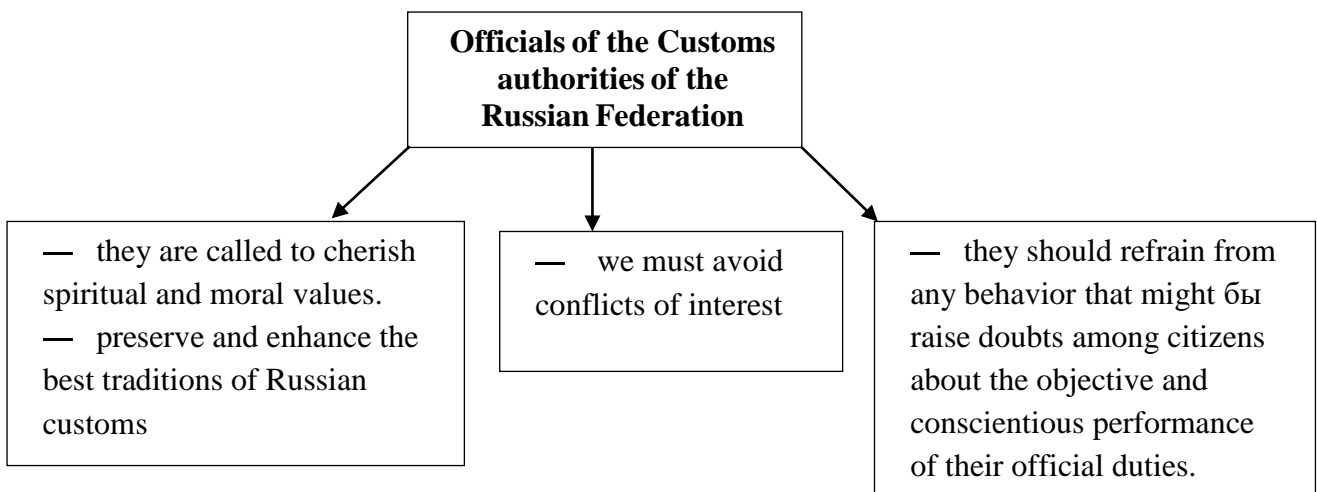 Officials of the Customs
authorities of the
Russian Federation
— they are called to cherish
spiritual and moral values.
— preserve and enhance the
best traditions of Russian
customs
— we must avoid
conflicts of interest
— they should refrain from
any behavior that might бы
raise doubts among citizens
about the objective and
conscientious performance
of their official duties.